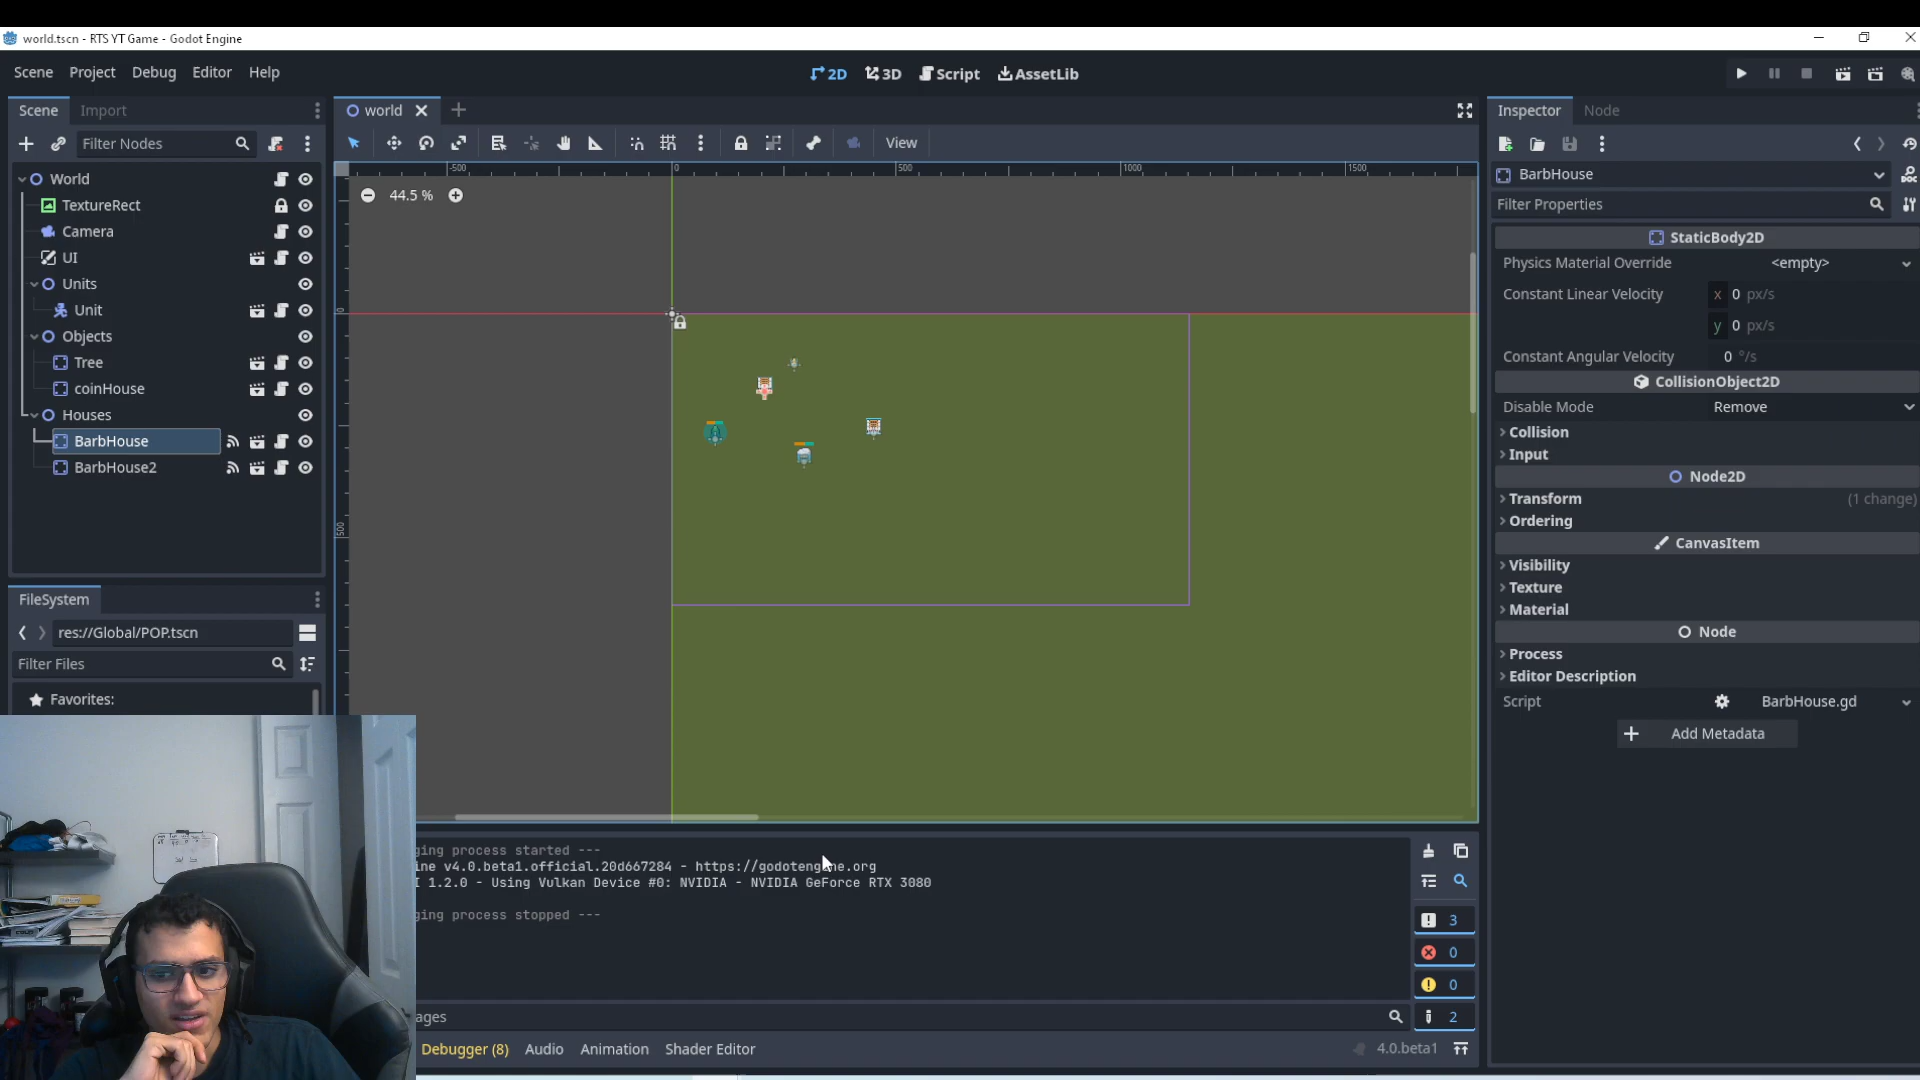 world.tscn - RTS YT Game - Godot Engine
Scene Project Debug Editor Help
2D 3D Script AssetLib
Scene Import
world
Inspector Node
Filter Nodes
View
BarbHouse
Filter Properties
-500 0 500 1000 1500
44.5 %
0
500
World
TextureRect
Camera
UI
Units
Unit
Objects
Tree
coinHouse
Houses
BarbHouse
BarbHouse2
StaticBody2D
Physics Material Override <empty>
Constant Linear Velocity x 0 px/s
y 0 px/s
Constant Angular Velocity 0 °/s
CollisionObject2D
Disable Mode Remove
Collision
Input
Node2D
Transform (1 change)
Ordering
CanvasItem
Visibility
Texture
Material
Node
Process
Editor Description
Script BarbHouse.gd
Add Metadata
FileSystem
res://Global/POP.tscn
Filter Files
Favorites:
ging process started ---
ine v4.0.beta1.official.20d667284 - https://godotengine.org
I 1.2.0 - Using Vulkan Device #0: NVIDIA - NVIDIA GeForce RTX 3080
ging process stopped ---
3
0
0
2
ages
Debugger (8) Audio Animation Shader Editor
4.0.beta1